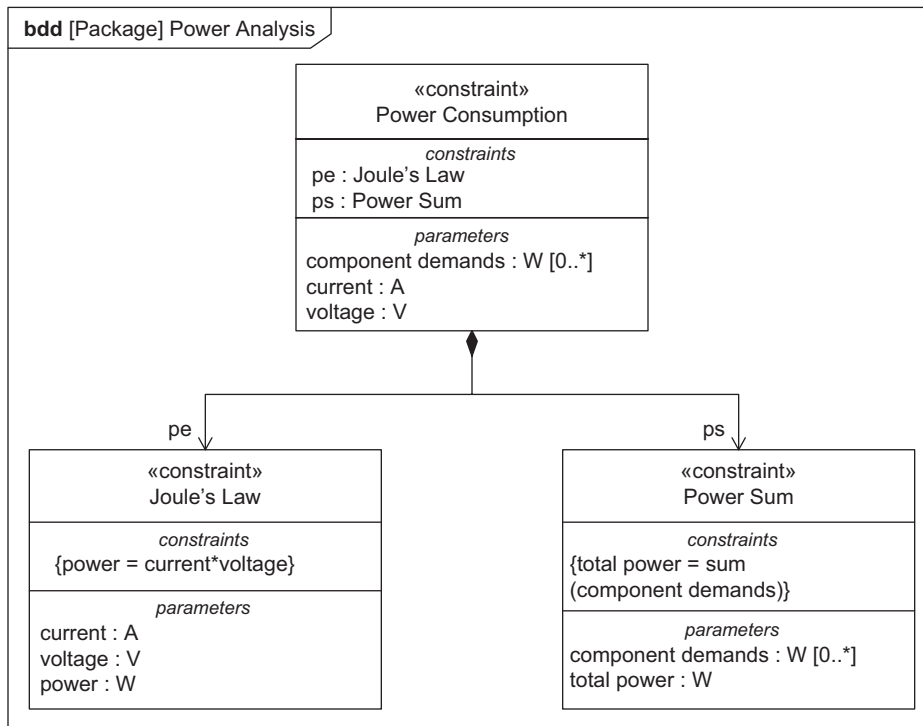 bdd [Package] Power Analysis
«constraint»
Power Consumption
constraints
pe : Joule's Law
ps : Power Sum
parameters
component demands : W [0..*]
current : A
voltage : V
pe
ps
«constraint»
Joule's Law
constraints
{power = current*voltage}
parameters
current : A
voltage : V
power : W
«constraint»
Power Sum
constraints
{total power = sum
(component demands)}
parameters
component demands : W [0..*]
total power : W